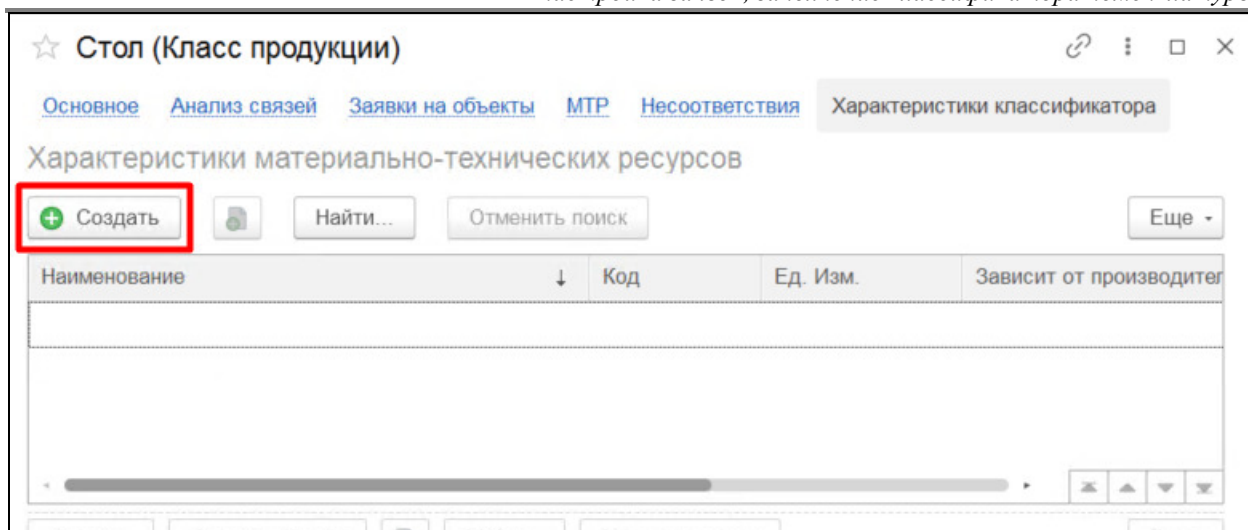 Стол (Класс продукции)
Основное Анализ связей Заявки на объекты МТР Несоответствия Характеристики классификатора
Характеристики материально-технических ресурсов
Создать Найти... Отменить поиск Еще
Наименование ↓ Код Ед. Изм. Зависит от производител